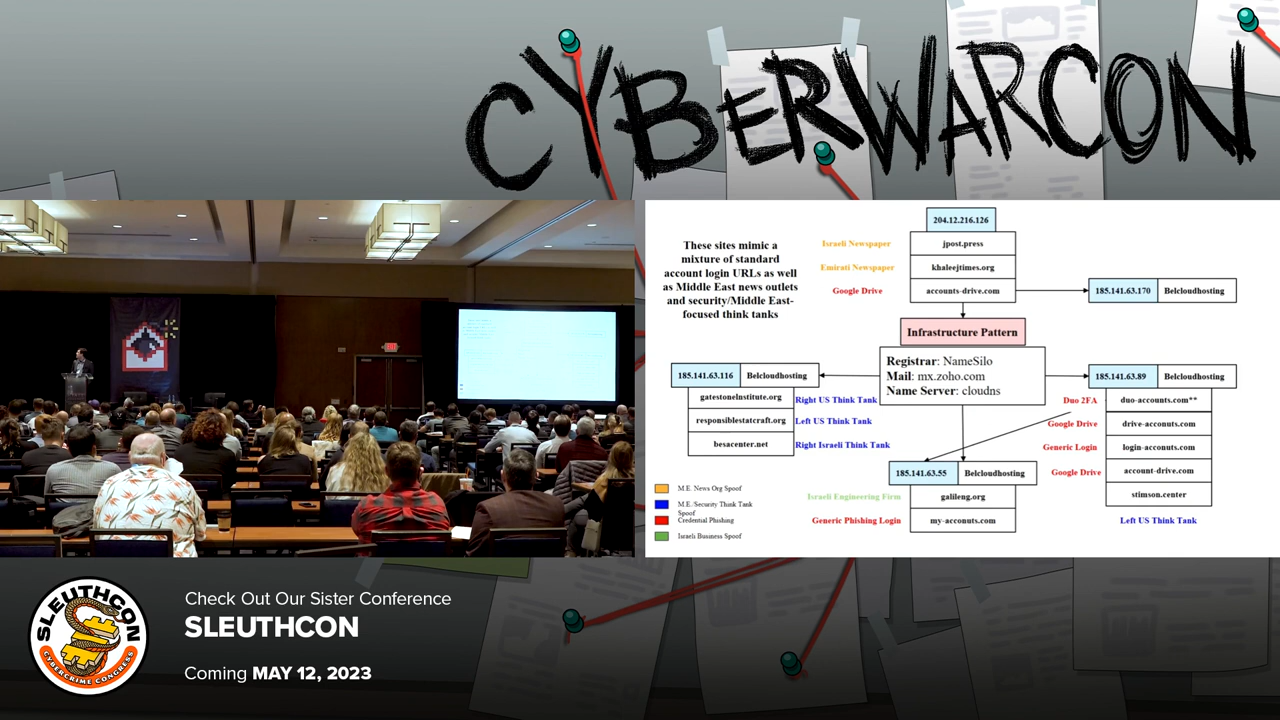 CYBERWARCON
These sites mimic a
mixture of standard
account login URLs as well
as Middle East news outlets
and security/Middle East-
focused think tanks
204.12.216.126
Israeli Newspaper
jpost.press
Emirati Newspaper
khaleejtimes.org
Google Drive
accounts-drive.com
185.141.63.170
Belcloudhosting
Infrastructure Pattern
Registrar: NameSilo
Mail: mx.zoho.com
Name Server: cloudns
185.141.63.116
Belcloudhosting
gatestonelnstitute.org
Right US Think Tank
responsiblestatcraft.org
Left US Think Tank
besacenter.net
Right Israeli Think Tank
185.141.63.89
Belcloudhosting
Duo 2FA
duo-accounts.com**
Google Drive
drive-acconuts.com
Generic Login
login-acconuts.com
Google Drive
account-drive.com
stimson.center
Left US Think Tank
185.141.63.55
Belcloudhosting
Israeli Engineering Firm
galileng.org
Generic Phishing Login
my-acconuts.com
M.E. News Org Spoof
M.E. Security Think Tank
Spoof
Credential Phishing
Israeli Business Spoof
SLEUTHCON
CYBERCRIME CONGRESS
Check Out Our Sister Conference
SLEUTHCON
Coming MAY 12, 2023